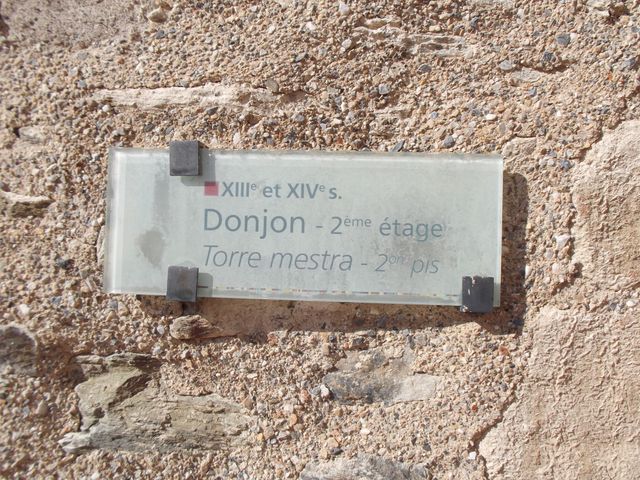 XIIIe et XIVe s.
Donjon - 2ème étage
Torre mestra - 2on pis